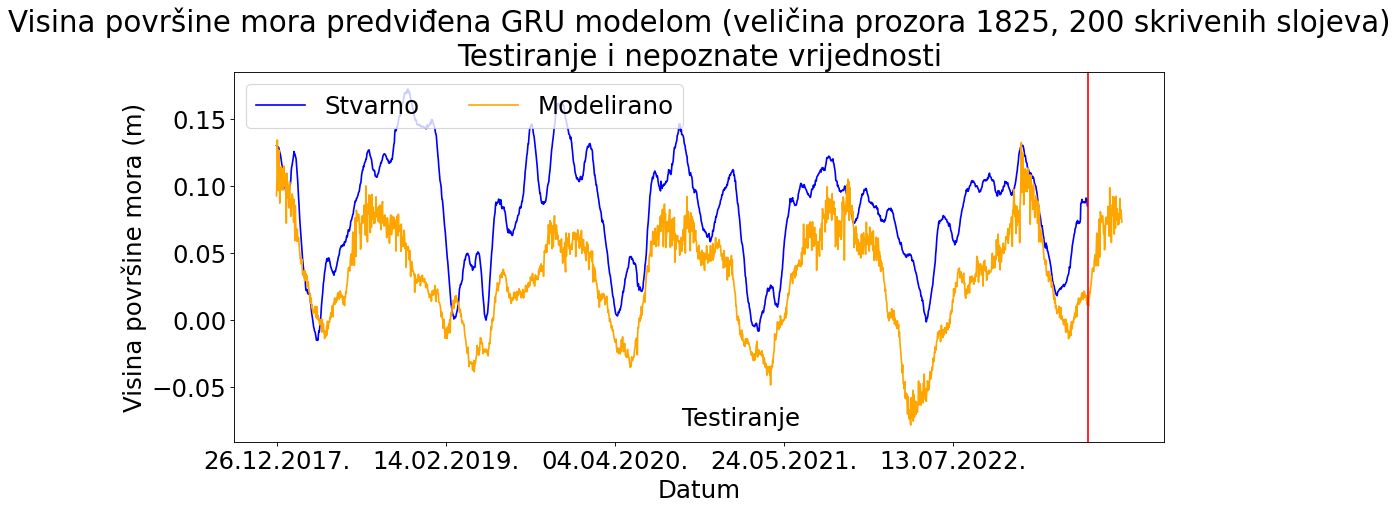 Visina površine mora predviđena GRU modelom (veličina prozora 1825, 200 skrivenih slojeva)
Testiranje i nepoznate vrijednosti
Stvarno Modelirano
Visina površine mora (m)
0.15
0.10
0.05
0.00
−0.05
Testiranje
26.12.2017. 14.02.2019. 04.04.2020. 24.05.2021. 13.07.2022.
Datum